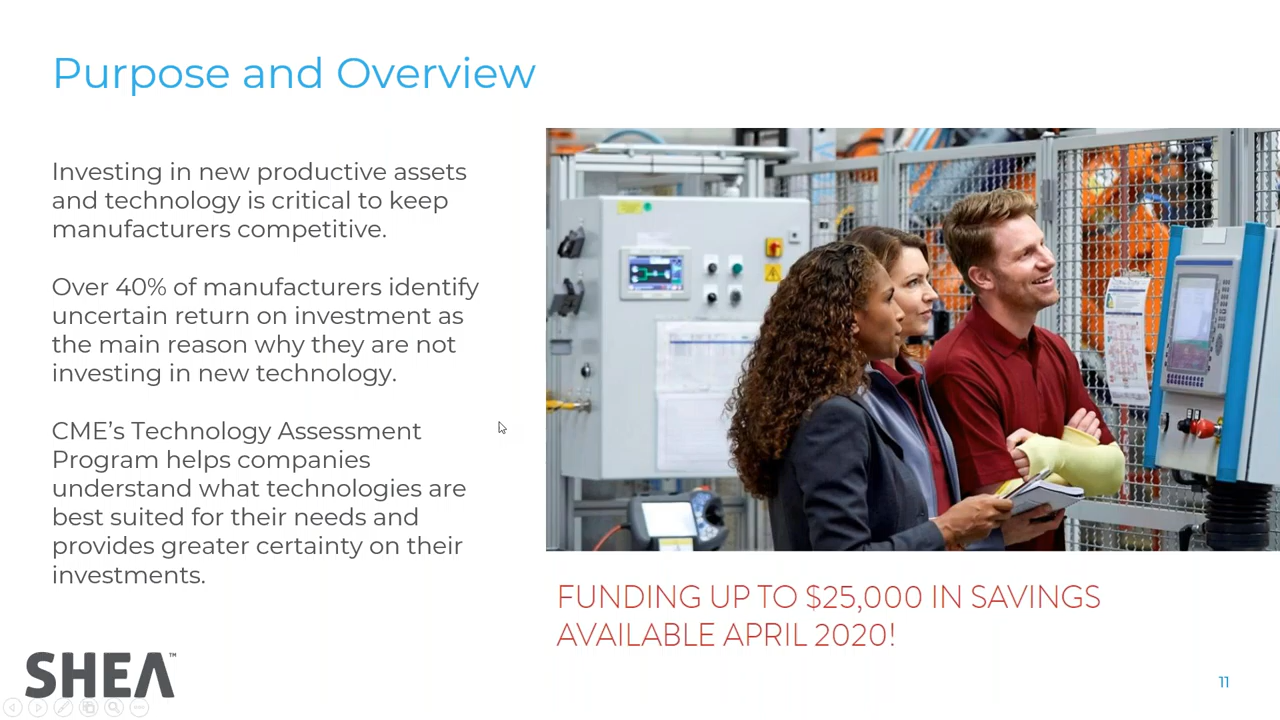 Purpose and Overview
Investing in new productive assets
and technology is critical to keep
manufacturers competitive.
Over 40% of manufacturers identify
uncertain return on investment as
the main reason why they are not
investing in new technology.
CME’s Technology Assessment
Program helps companies
understand what technologies are
best suited for their needs and
provides greater certainty on their
investments.
FUNDING UP TO $25,000 IN SAVINGS
AVAILABLE APRIL 2020!
SHEA™
11